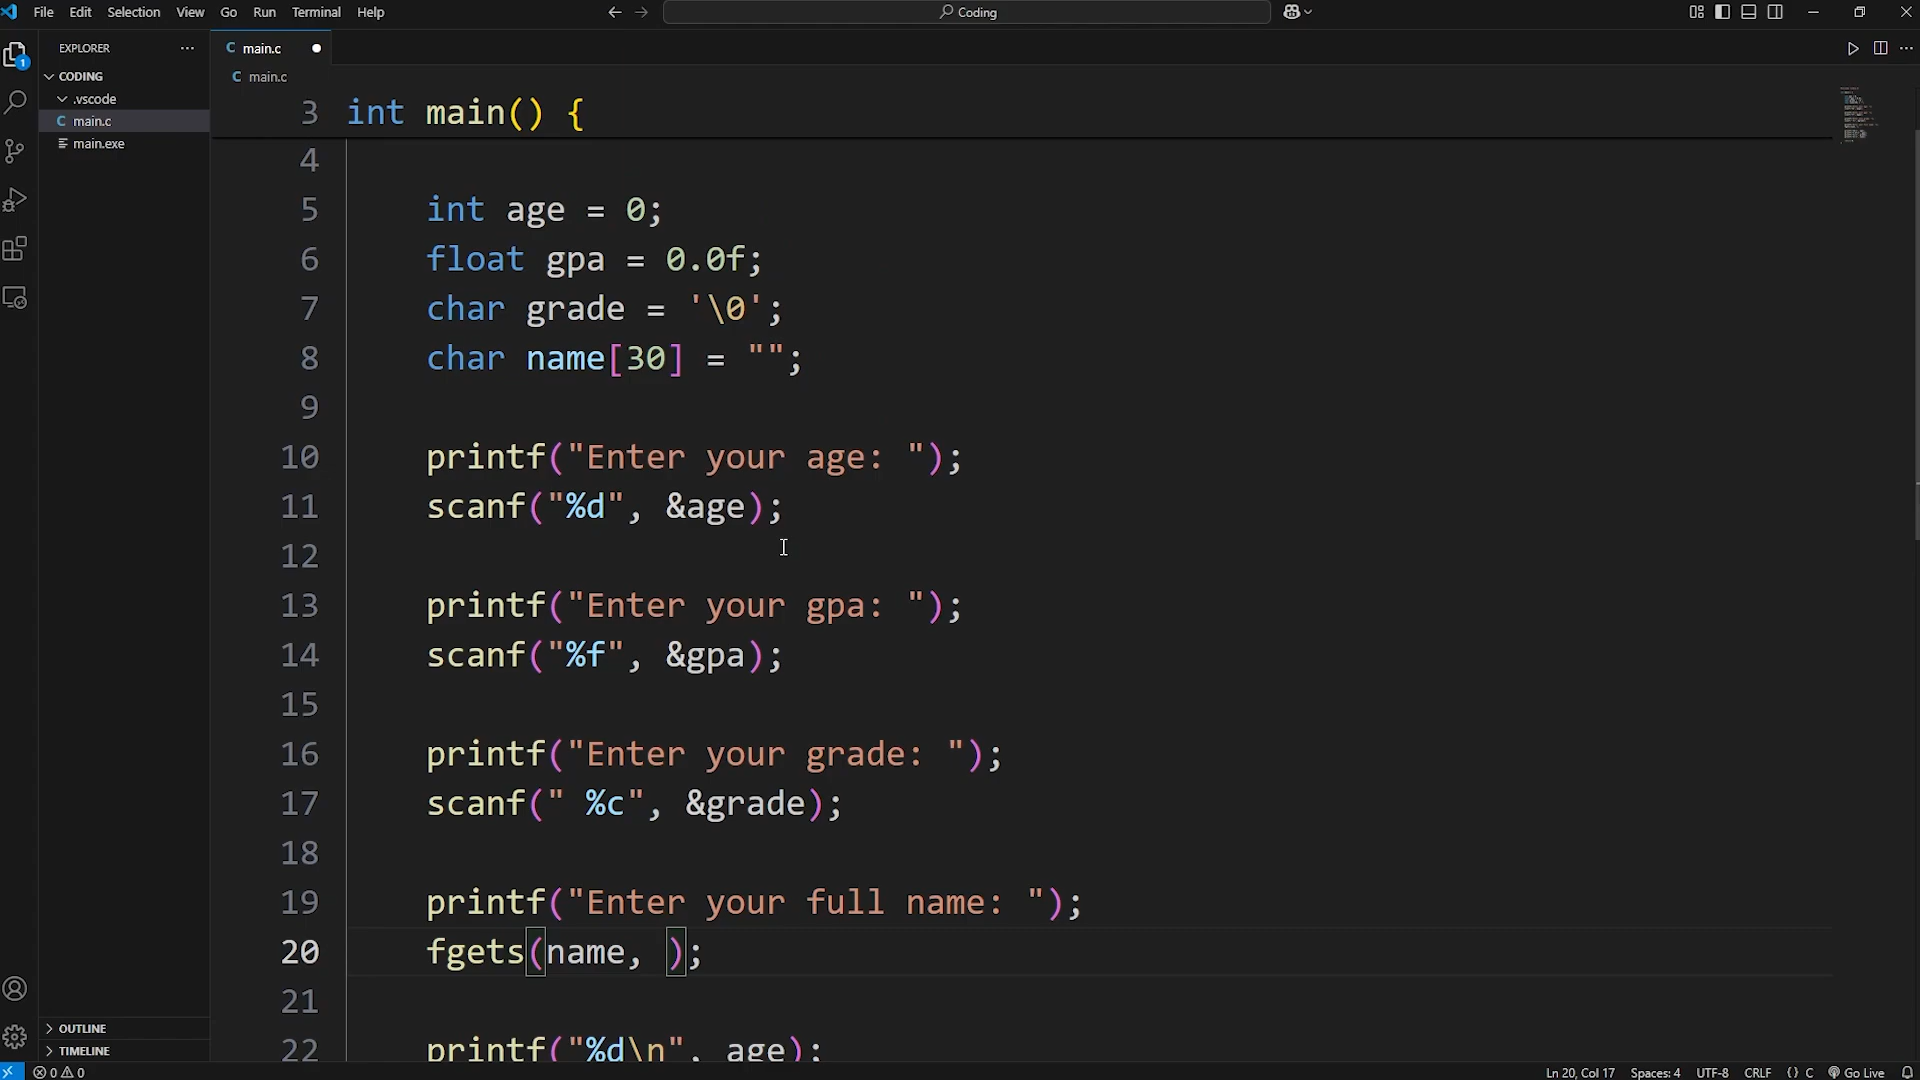 File Edit Selection View Go Run Terminal Help
Coding
EXPLORER
CODING
.vscode
C main.c
main.exe
OUTLINE
TIMELINE
1
C main.c
C main.c
3 int main() {
4
5 int age = 0;
6 float gpa = 0.0f;
7 char grade = '\0';
8 char name[30] = "";
9
10 printf("Enter your age: ");
11 scanf("%d", &age);
12
13 printf("Enter your gpa: ");
14 scanf("%f", &gpa);
15
16 printf("Enter your grade: ");
17 scanf(" %c", &grade);
18
19 printf("Enter your full name: ");
20 fgets(name, );
21
22 printf("%d\n", age);
0 0
Ln 20, Col 17 Spaces: 4 UTF-8 CRLF {} C Go Live